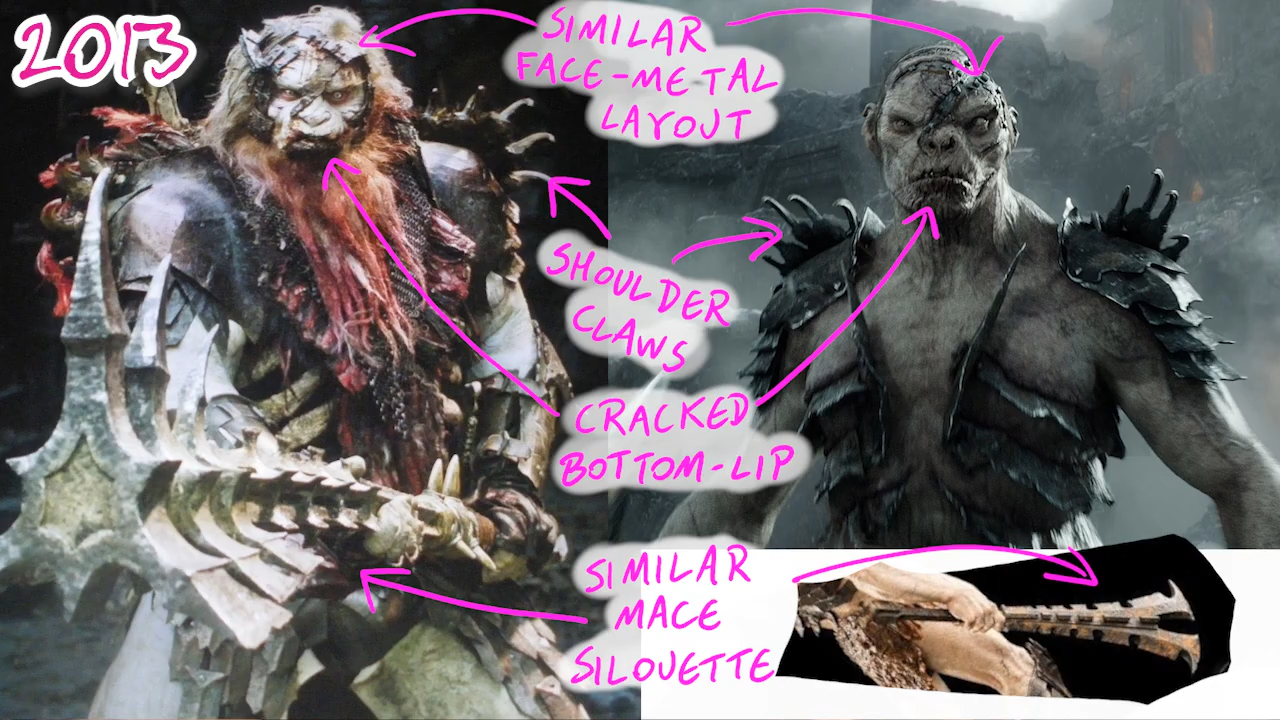 2013
SIMILAR
FACE-METAL
LAYOUT
SHOULDER
CLAWS
CRACKED
BOTTOM-LIP
SIMILAR
MACE
SILOUETTE